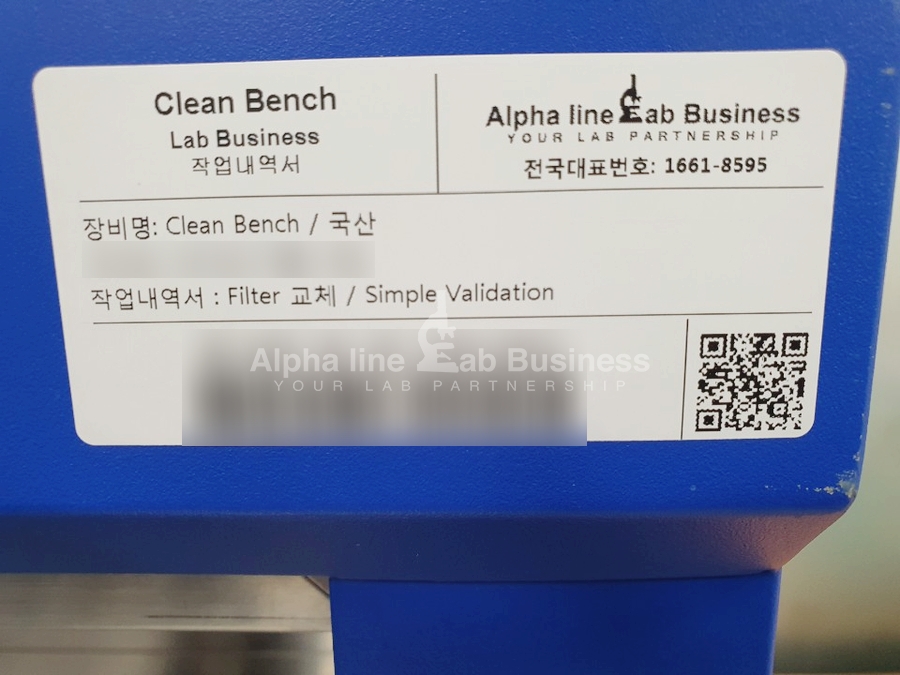 Clean Bench
Lab Business
작업내역서
Alpha line Lab Business
YOUR LAB PARTNERSHIP
전국대표번호: 1661-8595
장비명: Clean Bench / 국산
작업내역서 : Filter 교체 / Simple Validation
Alpha line Lab Business
YOUR LAB PARTNERSHIP